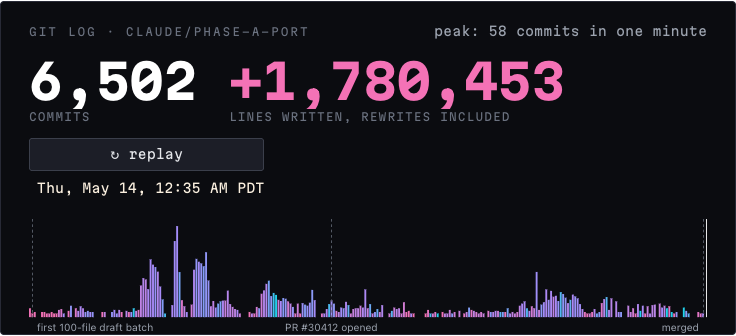 GIT LOG · CLAUDE/PHASE-A-PORT
peak: 58 commits in one minute
6,502
+1,780,453
COMMITS
LINES WRITTEN, REWRITES INCLUDED
↻ replay
Thu, May 14, 12:35 AM PDT
first 100-file draft batch
PR #30412 opened
merged